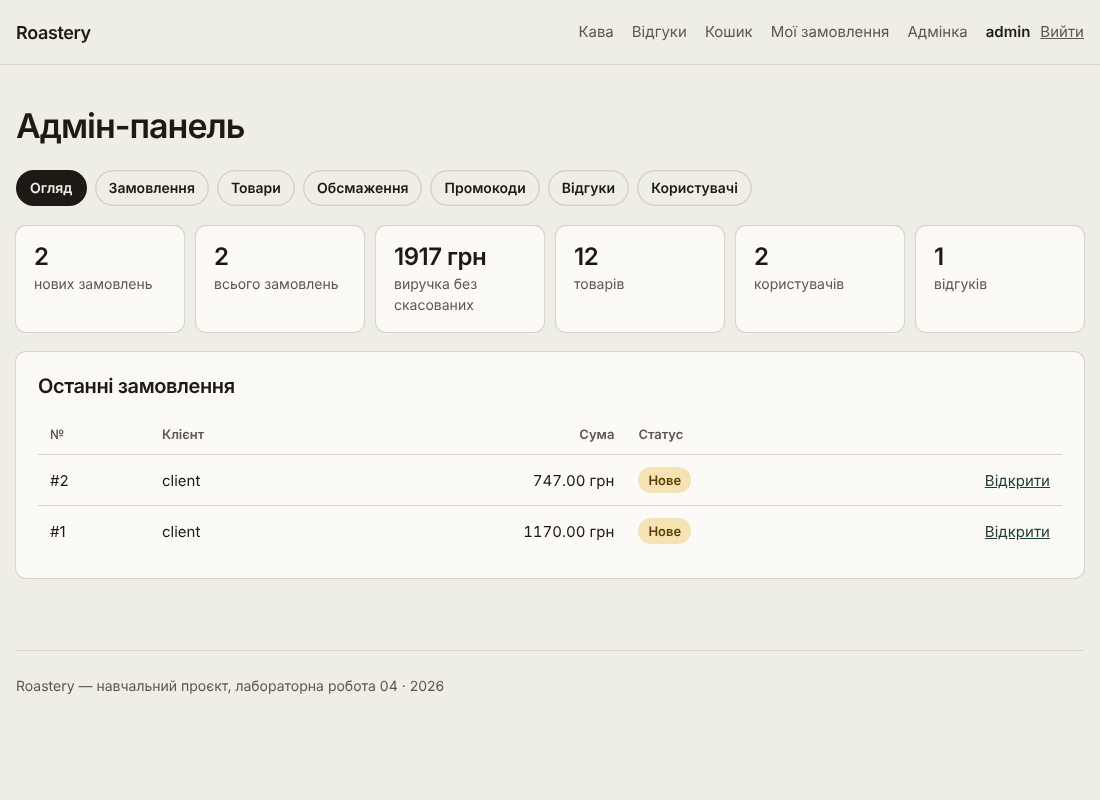 Roastery
Кава Відгуки Кошик Мої замовлення Адмінка admin Вийти
Адмін-панель
Огляд Замовлення Товари Обсмаження Промокоди Відгуки Користувачі
2
нових замовлень
2
всього замовлень
1917 грн
виручка без
скасованих
12
товарів
2
користувачів
1
відгуків
Останні замовлення
№ Клієнт Сума Статус
#2 client 747.00 грн Нове Відкрити
#1 client 1170.00 грн Нове Відкрити
Roastery — навчальний проєкт, лабораторна робота 04 · 2026